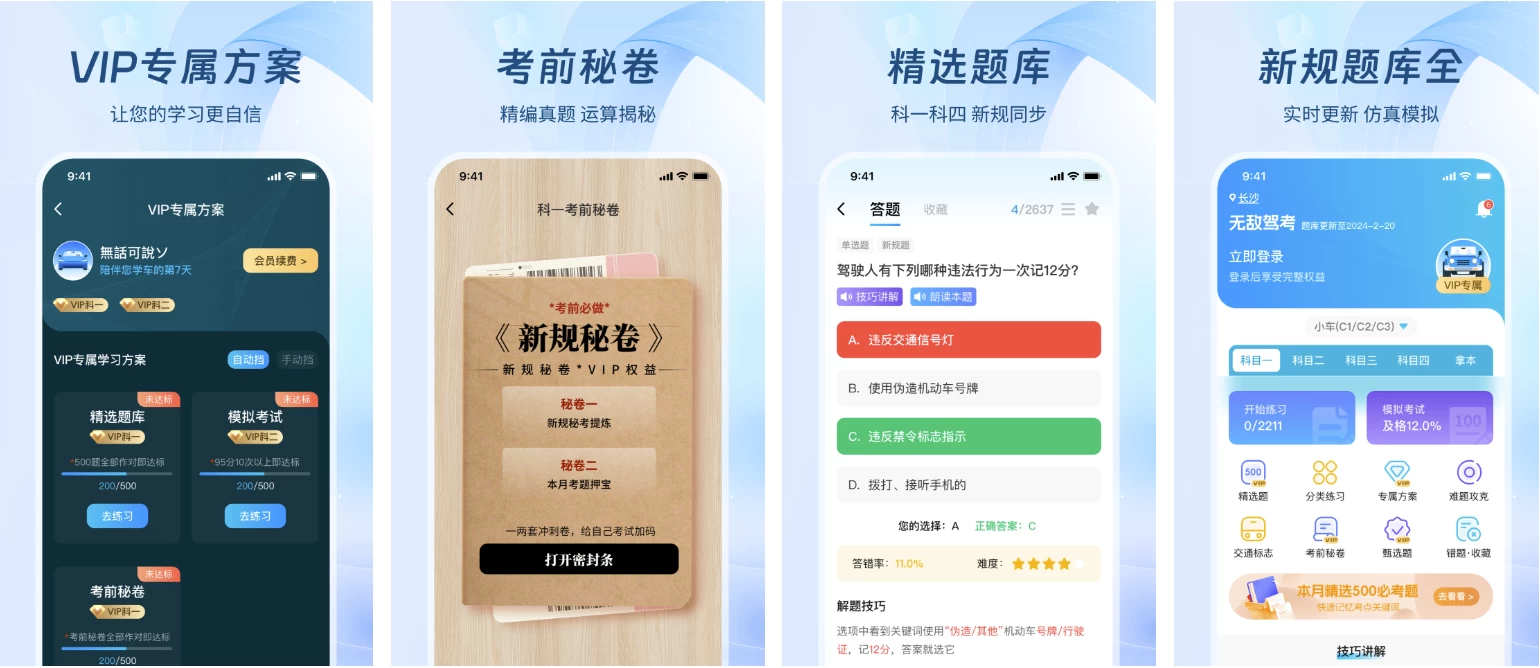 VIP专属方案
让您的学习更自信
9:41
VIP专属方案
無話可說ソ
陪伴您学车的第7天
会员续费 >
VIP科一
VIP科二
VIP专属学习方案
自动挡
手动挡
未达标
精选题库
VIP科一
*500题全部作对即达标
200/500
去练习
未达标
模拟考试
VIP科二
*95分10次以上即达标
200/500
去练习
未达标
考前秘卷
VIP科一
*考前秘卷全部作对即达标
200/500
考前秘卷
精编真题 运算揭秘
9:41
科一考前秘卷
*考前必做*
《新规秘卷》
新规秘卷*VIP权益
秘卷一
新规秘考提炼
秘卷二
本月考题押宝
一两套冲刺卷，给自己考试加码
打开密封条
精选题库
科一科四 新规同步
9:41
答题
收藏
4/2637
单选题
新规题
驾驶人有下列哪种违法行为一次记12分?
技巧讲解
朗读本题
A. 违反交通信号灯
B. 使用伪造机动车号牌
C. 违反禁令标志指示
D. 拨打、接听手机的
您的选择：A
正确答案：C
答错率：11.0%
难度：
解题技巧
选项中看到关键词使用“伪造/其他”机动车号牌/行驶
证，记12分，答案就选它
新规题库全
实时更新 仿真模拟
9:41
长沙
6
无敌驾考
题库更新至2024-2-20
立即登录
登录后享受完整权益
VIP专属
小车(C1/C2/C3)
科目一
科目二
科目三
科目四
拿本
开始练习
0/2211
模拟考试
及格12.0%
100
500
VIP
精选题
分类练习
VIP
专属方案
难题攻克
交通标志
VIP
考前秘卷
VIP
甄选题
错题·收藏
本月精选500必考题
快速记忆考点关键词
去看看 >
技巧讲解